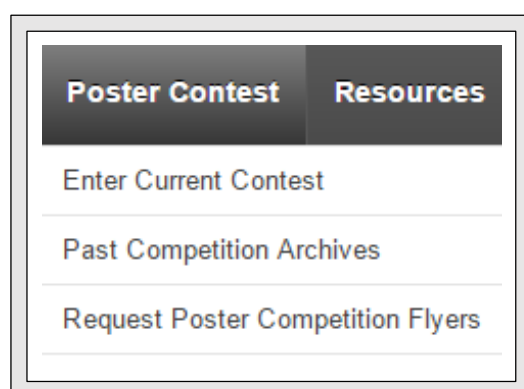 Poster Contest Resources
Enter Current Contest
Past Competition Archives
Request Poster Competition Flyers